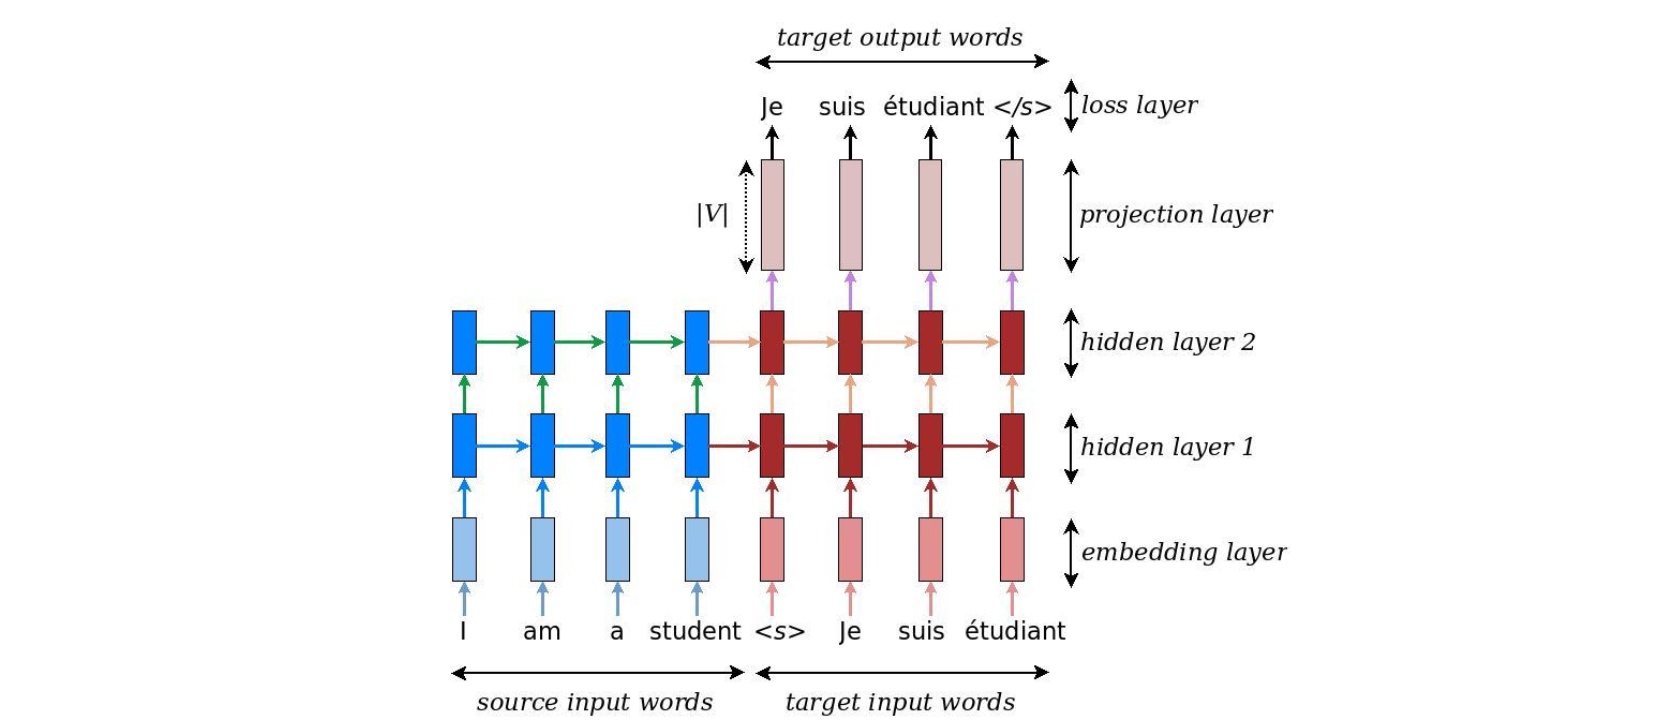 target output words
Je suis étudiant </s>
loss layer
|V|
projection layer
hidden layer 2
hidden layer 1
embedding layer
I am a student <s> Je suis étudiant
source input words target input words